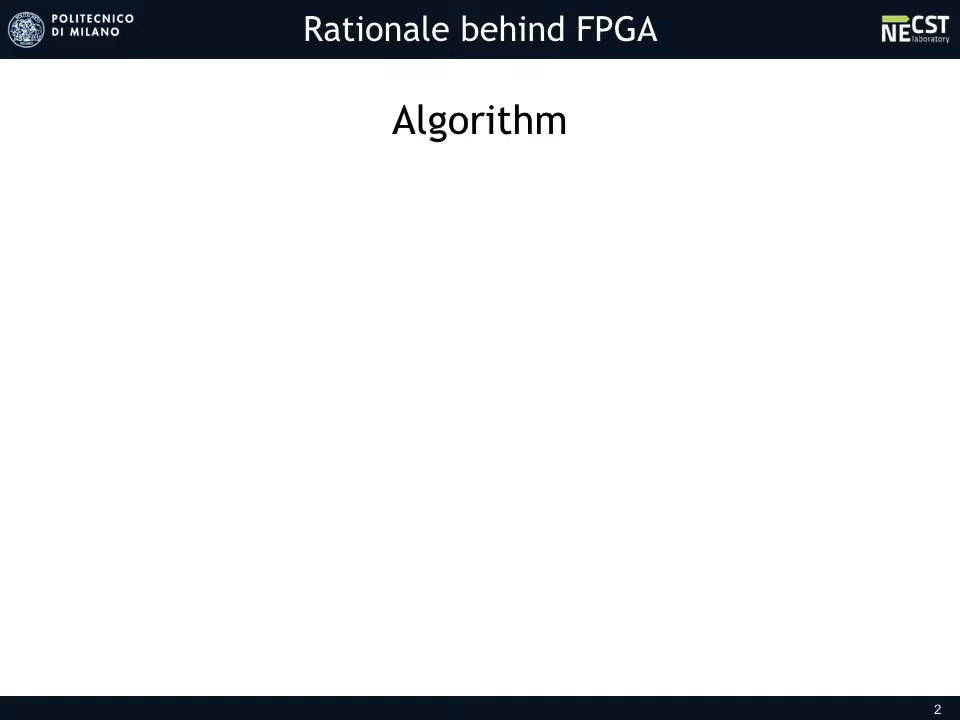 POLITECNICO
DI MILANO
Rationale behind FPGA
NECST
laboratory
Algorithm
2